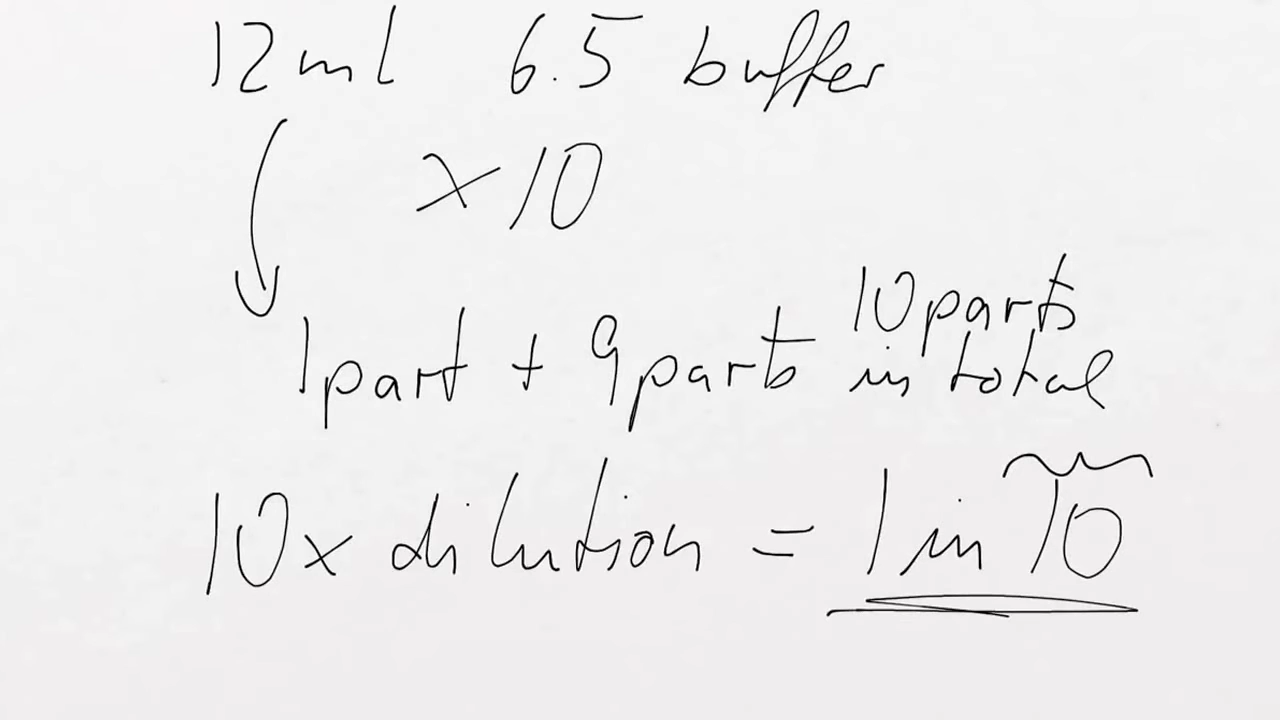 12ml 6.5 buffer
x10
1part + 9parts 10parts in total
10x dilution = 1 in 10